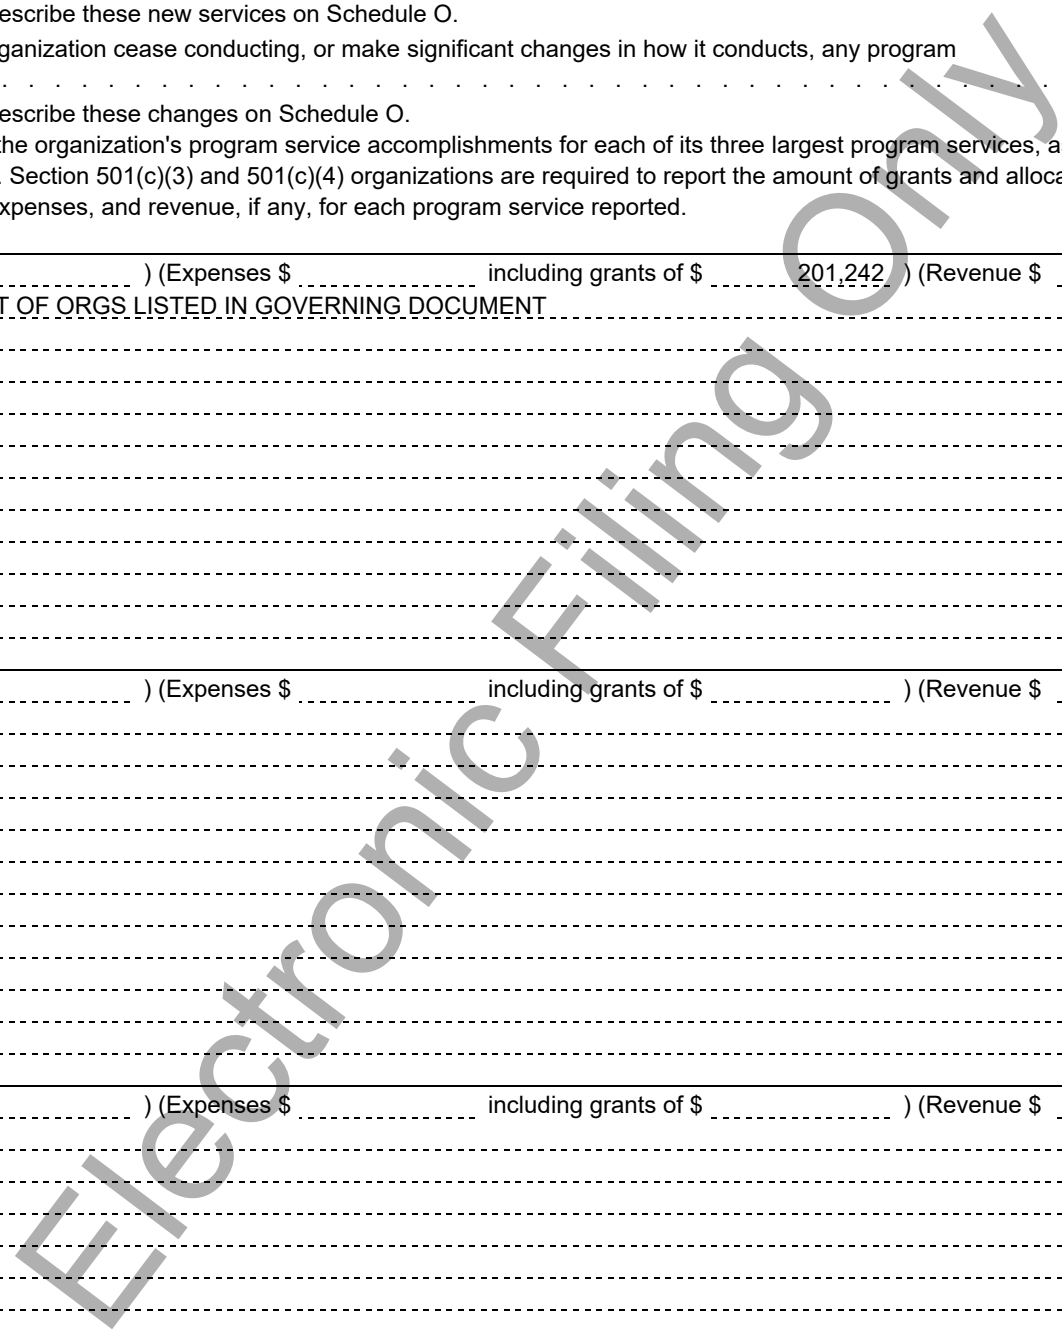 escribe these new services on Schedule O.
ganization cease conducting, or make significant changes in how it conducts, any program
. . . . . . . . . . . . . . . . . . . . . . . . . . . . . . . . . . . . . . . .
escribe these changes on Schedule O.
the organization's program service accomplishments for each of its three largest program services, a
. Section 501(c)(3) and 501(c)(4) organizations are required to report the amount of grants and alloca
xpenses, and revenue, if any, for each program service reported.
) (Expenses $ including grants of $ 201,242 ) (Revenue $
T OF ORGS LISTED IN GOVERNING DOCUMENT
) (Expenses $ including grants of $ ) (Revenue $
) (Expenses $ including grants of $ ) (Revenue $
Electronic Filing Only